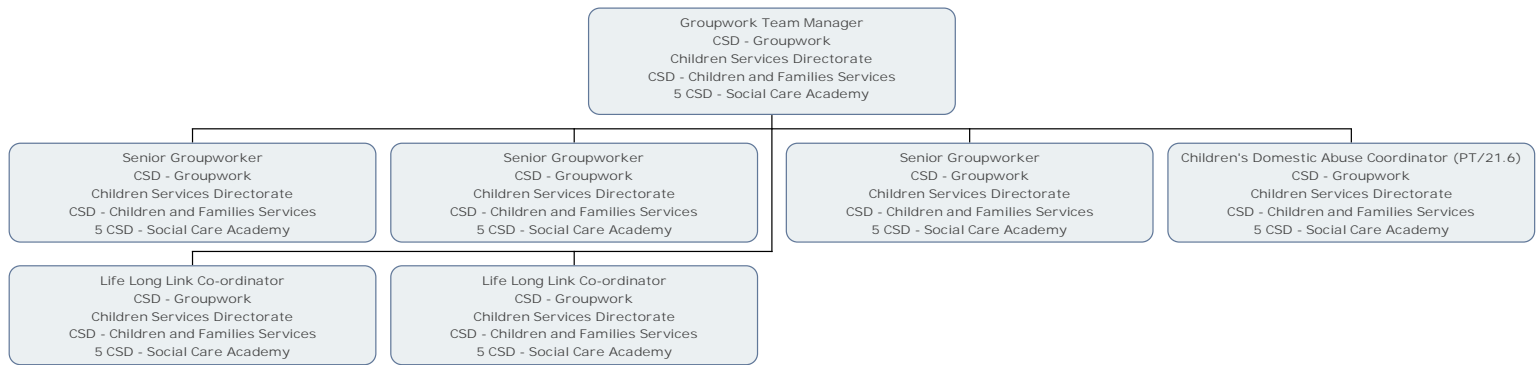 Groupwork Team Manager
CSD - Groupwork
Children Services Directorate
CSD - Children and Families Services
5 CSD - Social Care Academy
Senior Groupworker
CSD - Groupwork
Children Services Directorate
CSD - Children and Families Services
5 CSD - Social Care Academy
Senior Groupworker
CSD - Groupwork
Children Services Directorate
CSD - Children and Families Services
5 CSD - Social Care Academy
Senior Groupworker
CSD - Groupwork
Children Services Directorate
CSD - Children and Families Services
5 CSD - Social Care Academy
Children's Domestic Abuse Coordinator (PT/21.6)
CSD - Groupwork
Children Services Directorate
CSD - Children and Families Services
5 CSD - Social Care Academy
Life Long Link Co-ordinator
CSD - Groupwork
Children Services Directorate
CSD - Children and Families Services
5 CSD - Social Care Academy
Life Long Link Co-ordinator
CSD - Groupwork
Children Services Directorate
CSD - Children and Families Services
5 CSD - Social Care Academy